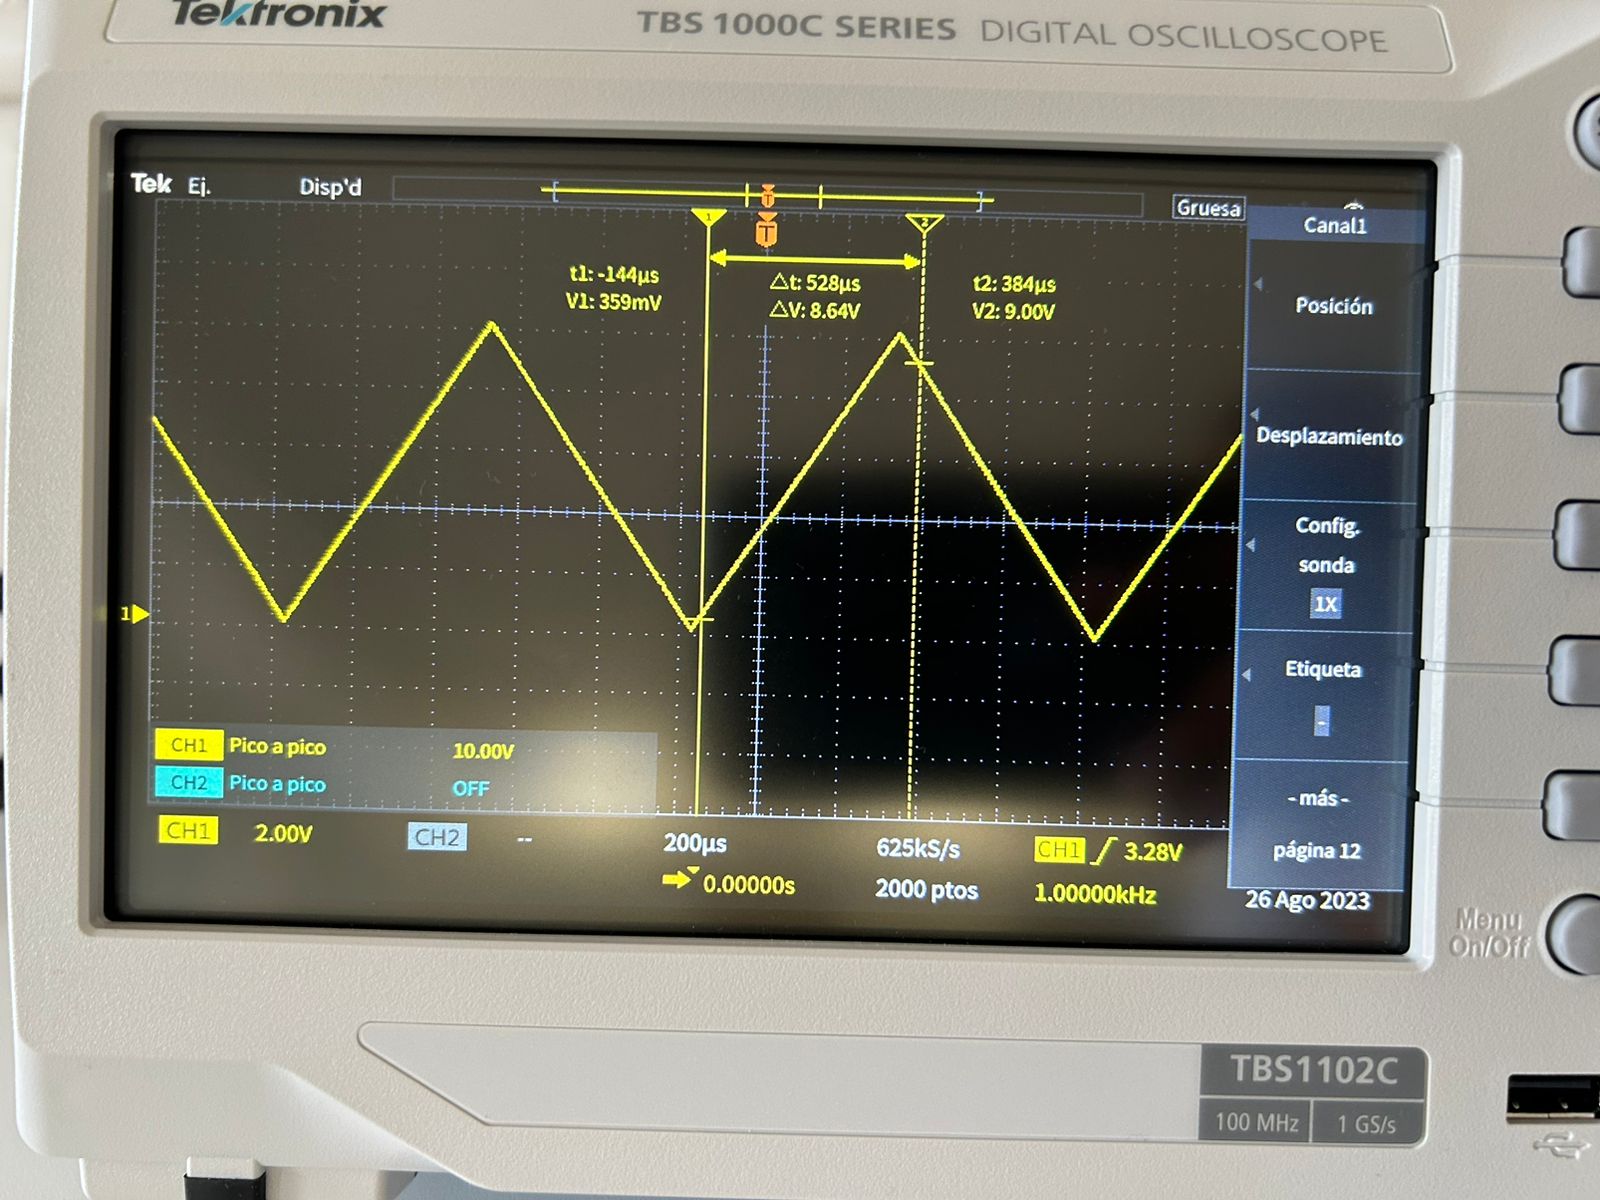 Tektronix
TBS 1000C SERIES DIGITAL OSCILLOSCOPE
Tek Ej. Disp'd
T
Gruesa
1
T
2
t1: -144µs
V1: 359mV
△t: 528µs
△V: 8.64V
t2: 384µs
V2: 9.00V
Canal1
Posición
Desplazamiento
Config.
sonda
1X
Etiqueta
-
-más-
página 12
1
CH1 Pico a pico 10.00V
CH2 Pico a pico OFF
CH1 2.00V CH2 -- 200µs 625kS/s CH1 3.28V
0.00000s 2000 ptos 1.00000kHz
26 Ago 2023
Menu
On/Off
TBS1102C
100 MHz 1 GS/s